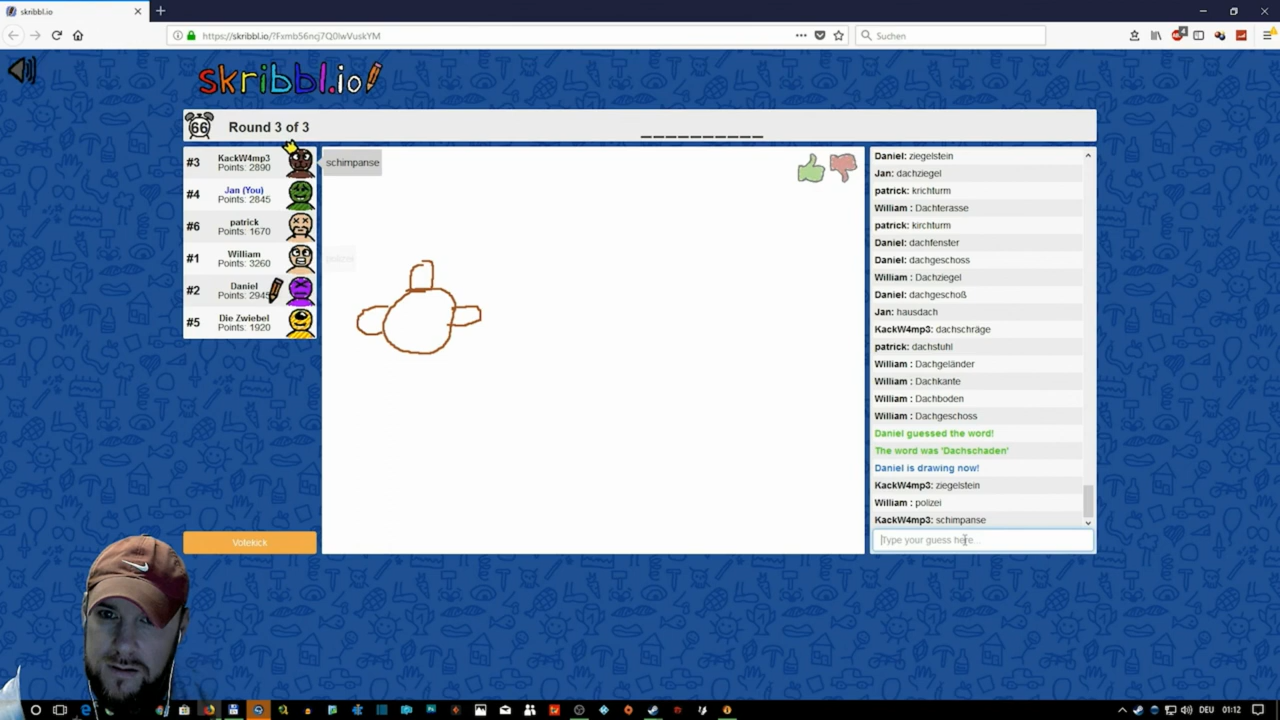 skribbl.io
https://skribbl.io/?Fxmb56ncj7Q0lwVuskYM
Suchen
skribbl.io
66
Round 3 of 3
__________
#3
KackW4mp3
Points: 2890
#4
Jan (You)
Points: 2845
#6
patrick
Points: 1670
#1
William
Points: 3260
#2
Daniel
Points: 2945
#5
Die Zwiebel
Points: 1920
schimpanse
polizei
Votekick
Daniel: ziegelstein
Jan: dachziegel
patrick: krichturm
William : Dachterasse
patrick: kirchturm
Daniel: dachfenster
Daniel: dachgeschoss
William : Dachziegel
Daniel: dachgeschoß
Jan: hausdach
KackW4mp3: dachschräge
patrick: dachstuhl
William : Dachgeländer
William : Dachkante
William : Dachboden
William : Dachgeschoss
Daniel guessed the word!
The word was 'Dachschaden'
Daniel is drawing now!
KackW4mp3: ziegelstein
William : polizei
KackW4mp3: schimpanse
Type your guess here...
DEU
01:12